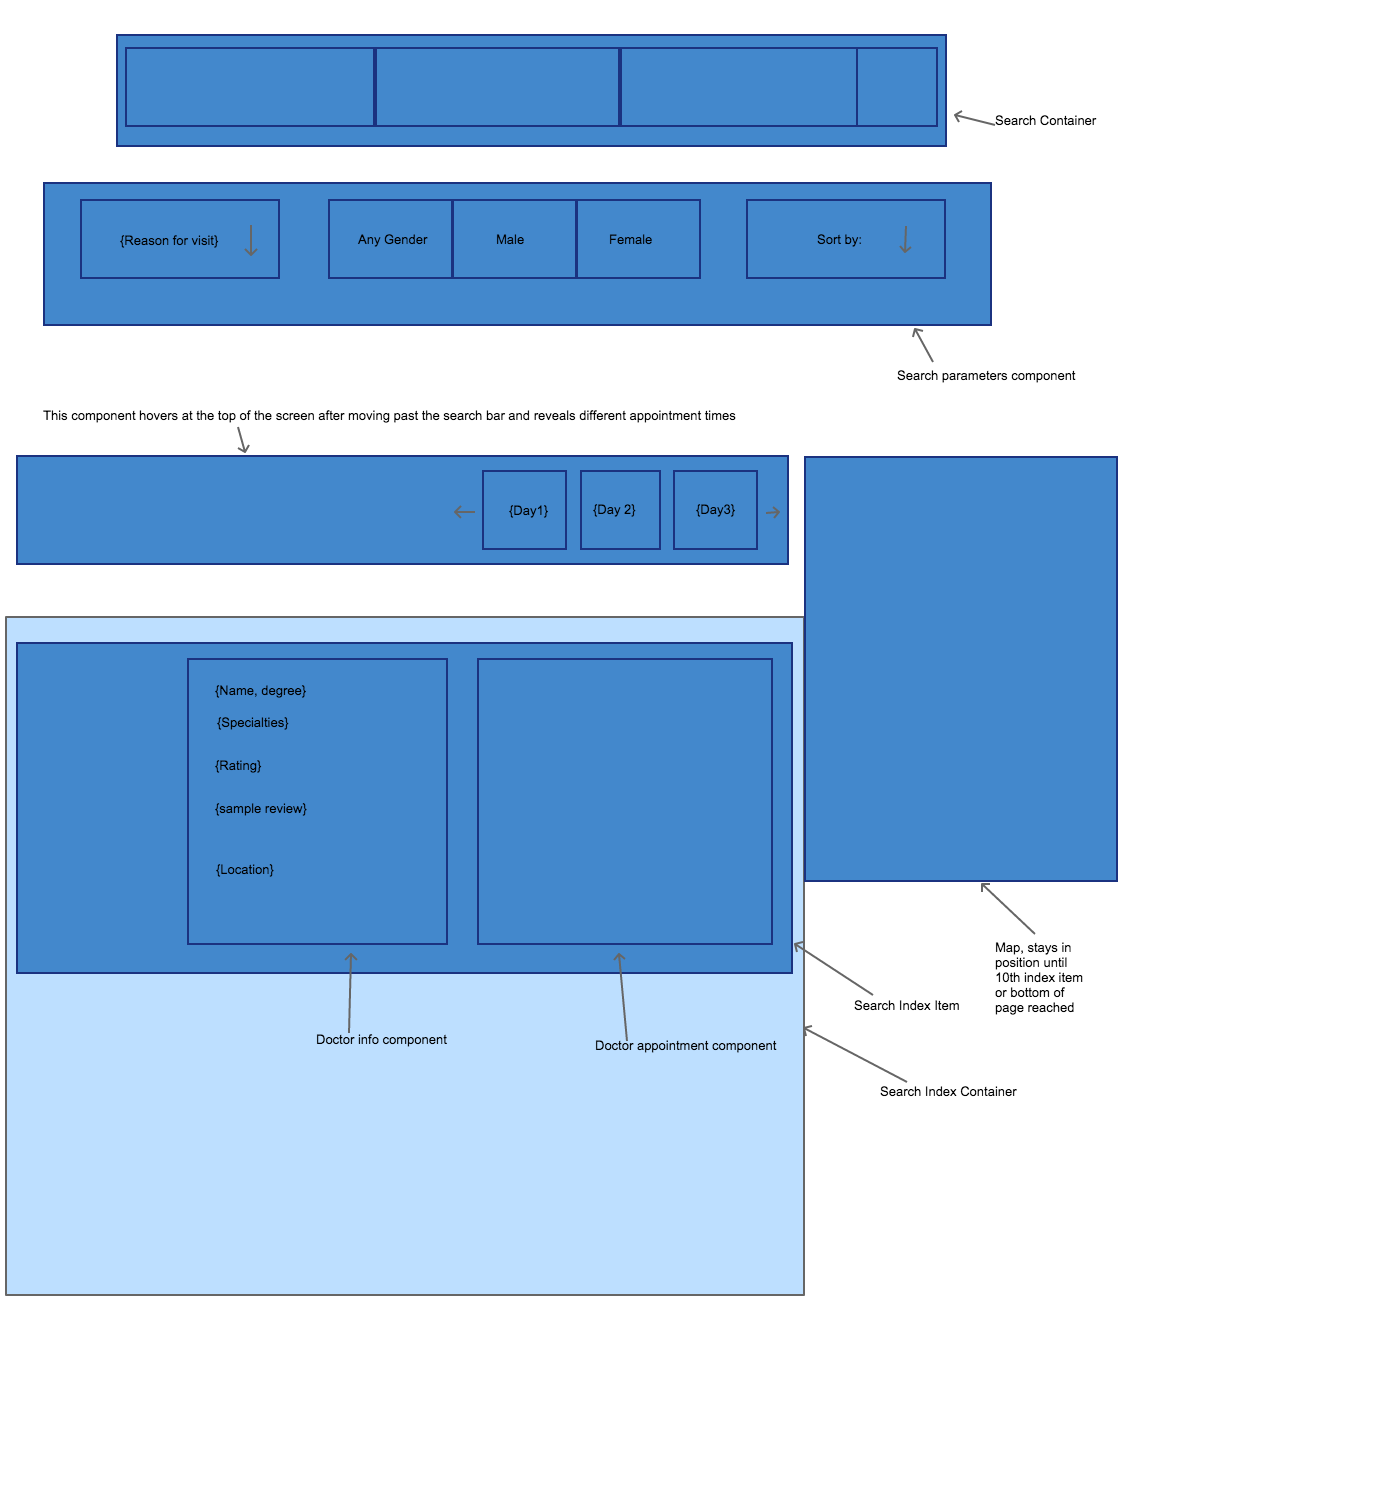 Search Container
{Reason for visit}
Any Gender
Male
Female
Sort by:
Search parameters component
This component hovers at the top of the screen after moving past the search bar and reveals different appointment times
{Day1}
{Day 2}
{Day3}
{Name, degree}
{Specialties}
{Rating}
{sample review}
{Location}
Map, stays in
position until
10th index item
or bottom of
page reached
Search Index Item
Doctor info component
Doctor appointment component
Search Index Container